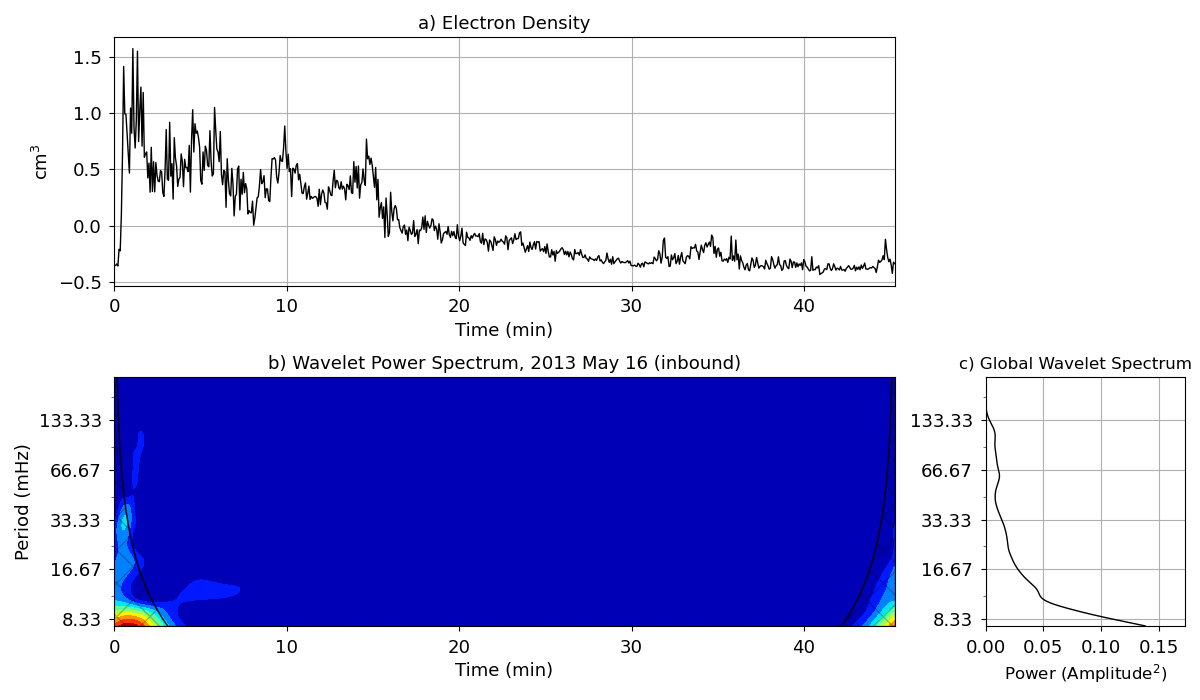 a) Electron Density
1.5
1.0
0.5
0.0
−0.5
cm³
0 10 20 30 40
Time (min)
b) Wavelet Power Spectrum, 2013 May 16 (inbound)
133.33
66.67
33.33
16.67
8.33
Period (mHz)
0 10 20 30 40
Time (min)
c) Global Wavelet Spectrum
133.33
66.67
33.33
16.67
8.33
0.00 0.05 0.10 0.15
Power (Amplitude²)